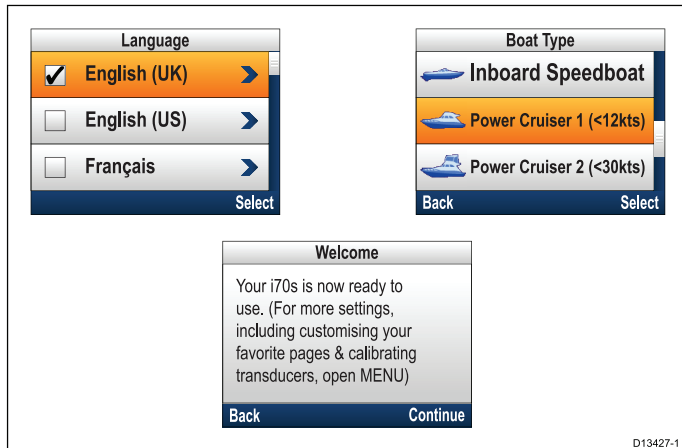 Language
English (UK)
English (US)
Français
Select
Boat Type
Inboard Speedboat
Power Cruiser 1 (<12kts)
Power Cruiser 2 (<30kts)
Back Select
Welcome
Your i70s is now ready to
use. (For more settings,
including customising your
favorite pages & calibrating
transducers, open MENU)
Back Continue
D13427-1